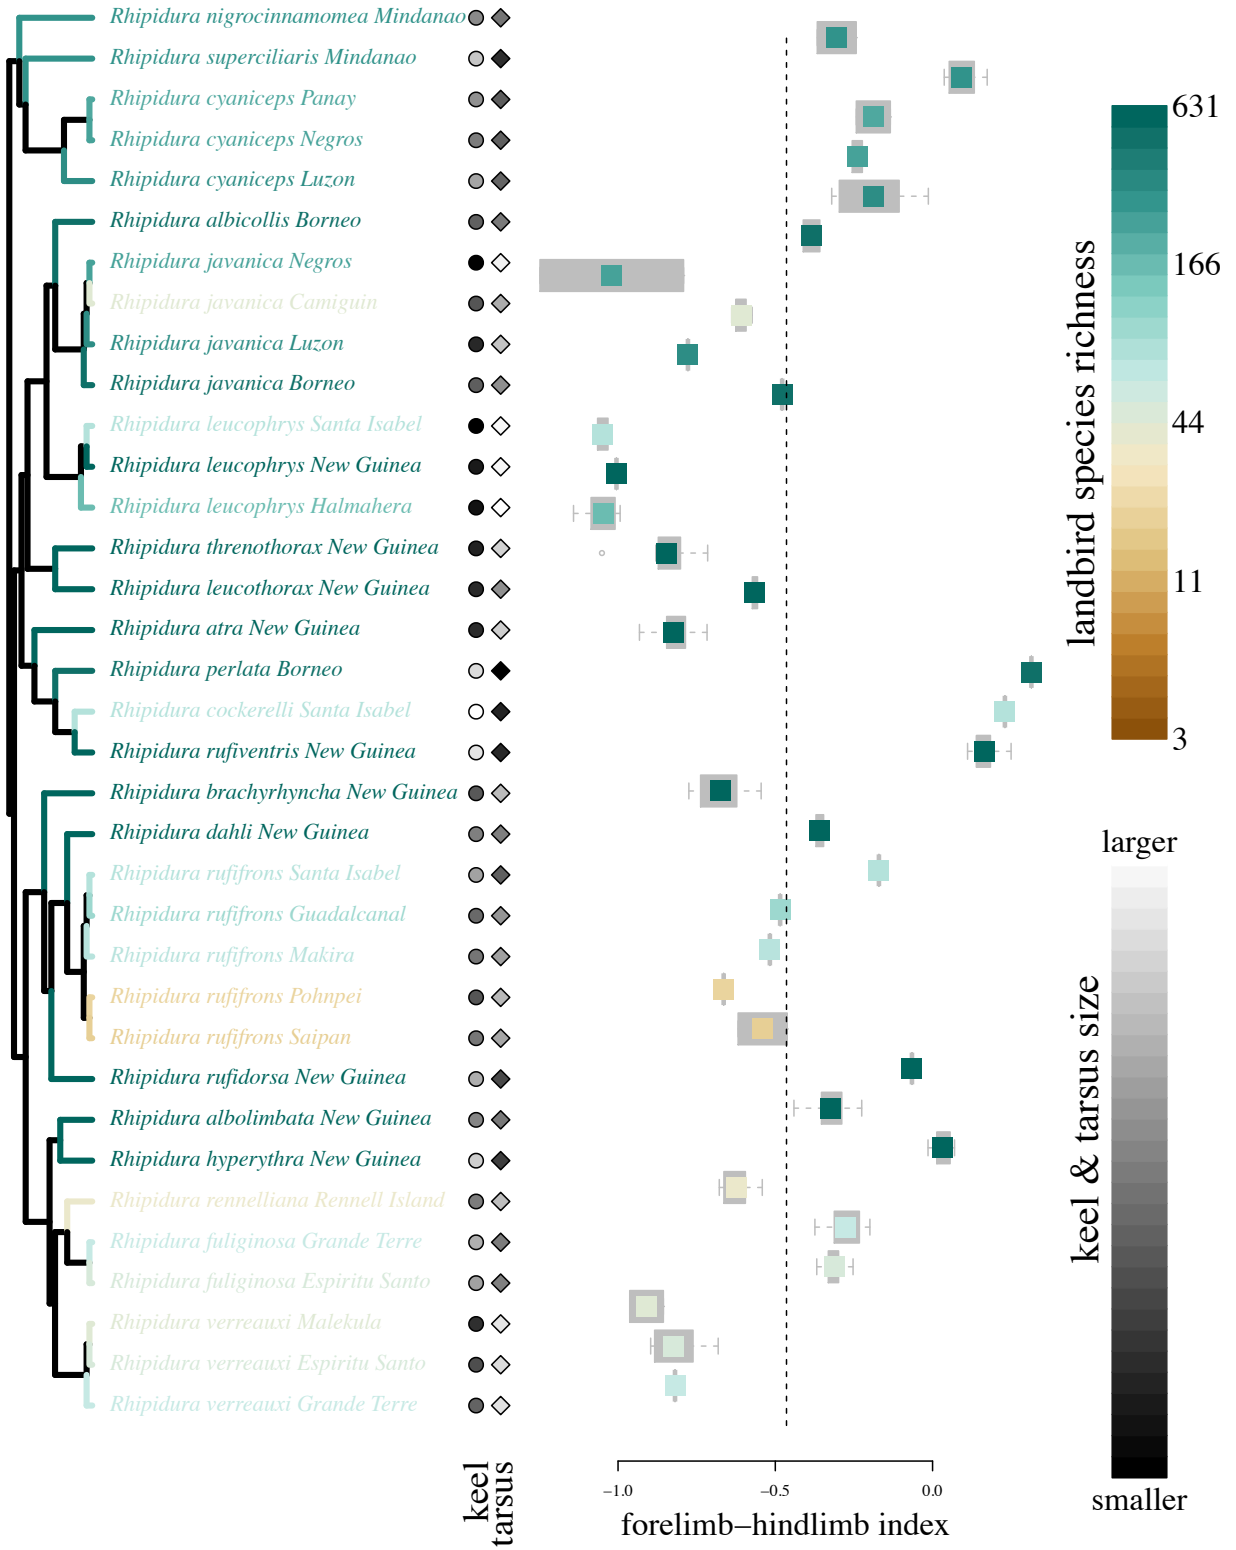 Rhipidura nigrocinnamomea Mindanao
Rhipidura superciliaris Mindanao
Rhipidura cyaniceps Panay
Rhipidura cyaniceps Negros
Rhipidura cyaniceps Luzon
Rhipidura albicollis Borneo
Rhipidura javanica Negros
Rhipidura javanica Camiguin
Rhipidura javanica Luzon
Rhipidura javanica Borneo
Rhipidura leucophrys Santa Isabel
Rhipidura leucophrys New Guinea
Rhipidura leucophrys Halmahera
Rhipidura threnothorax New Guinea
Rhipidura leucothorax New Guinea
Rhipidura atra New Guinea
Rhipidura perlata Borneo
Rhipidura cockerelli Santa Isabel
Rhipidura rufiventris New Guinea
Rhipidura brachyrhyncha New Guinea
Rhipidura dahli New Guinea
Rhipidura rufifrons Santa Isabel
Rhipidura rufifrons Guadalcanal
Rhipidura rufifrons Makira
Rhipidura rufifrons Pohnpei
Rhipidura rufifrons Saipan
Rhipidura rufidorsa New Guinea
Rhipidura albolimbata New Guinea
Rhipidura hyperythra New Guinea
Rhipidura rennelliana Rennell Island
Rhipidura fuliginosa Grande Terre
Rhipidura fuliginosa Espiritu Santo
Rhipidura verreauxi Malekula
Rhipidura verreauxi Espiritu Santo
Rhipidura verreauxi Grande Terre
keel
tarsus
−1.0
−0.5
0.0
forelimb−hindlimb index
landbird species richness
631
166
44
11
3
larger
keel & tarsus size
smaller